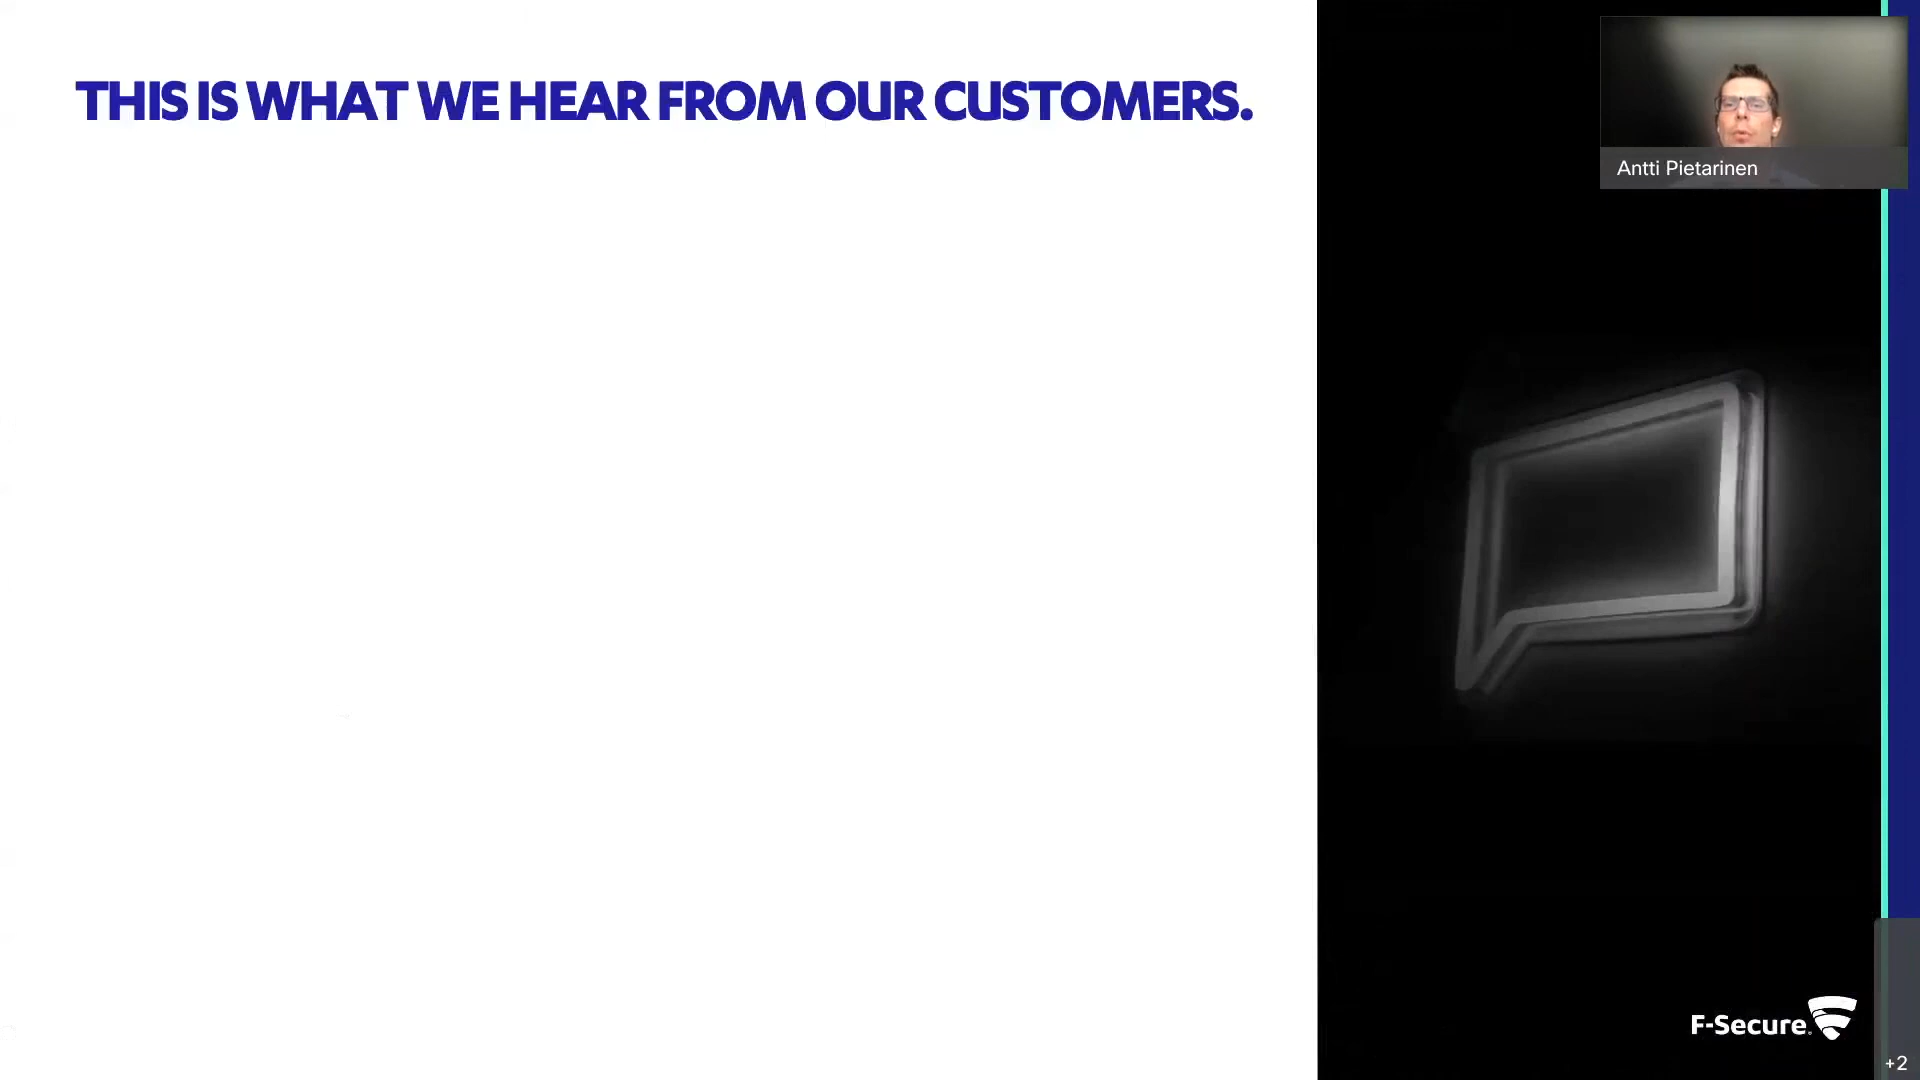 THIS IS WHAT WE HEAR FROM OUR CUSTOMERS.
Antti Pietarinen
F-Secure
+2